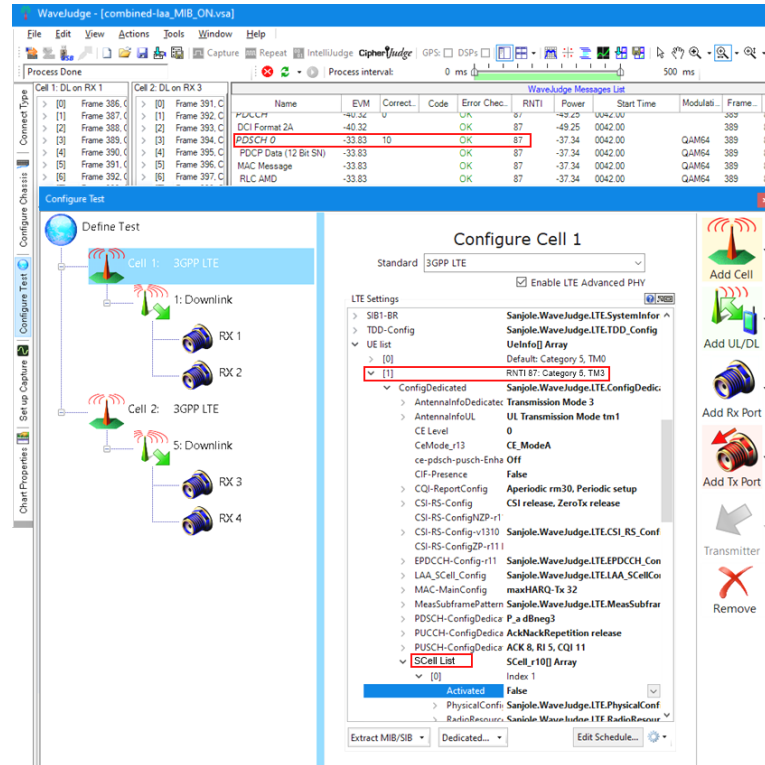 WaveJudge - [combined-laa_MIB_ON.vsa]
File Edit View Actions Tools Window Help
Capture Repeat IntelliJudge CipherJudge GPS: DSPs
Process Done Process interval: 0 ms 500 ms
Cell 1: DL on RX 1 Cell 2: DL on RX 3 WaveJudge Messages List
Name EVM Correct... Code Error Chec... RNTI Power Start Time Modulati... Frame...
> [0] Frame 386, C > [0] Frame 391, C
PDCCH -40.32 0 OK 87 -49.25 0042.00 389
> [1] Frame 387, C > [1] Frame 392, C
DCI Format 2A -40.32 OK 87 -49.25 0042.00 389
> [2] Frame 388, C > [2] Frame 393, C
PDSCH 0 -33.83 10 OK 87 -37.34 0042.00 QAM64 389
> [3] Frame 389, C > [3] Frame 394, C
PDCP Data (12 Bit SN) -33.83 OK 87 -37.34 0042.00 QAM64 389
> [4] Frame 390, C > [4] Frame 395, C
MAC Message -33.83 OK 87 -37.34 0042.00 QAM64 389
> [5] Frame 391, C > [5] Frame 396, C
RLC AMD -33.83 OK 87 -37.34 0042.00 QAM64 389
> [6] Frame 392, C > [6] Frame 397, C
Connect Type
Configure Chassis
Configure Test
Set up Capture
Chart Properties
Configure Test
Define Test
Cell 1: 3GPP LTE
1: Downlink
RX 1
RX 2
Cell 2: 3GPP LTE
5: Downlink
RX 3
RX 4
Configure Cell 1
Standard 3GPP LTE
Enable LTE Advanced PHY
LTE Settings
SIB1-BR Sanjole.WaveJudge.LTE.SystemInfor
TDD-Config Sanjole.WaveJudge.LTE.TDD_Config
UE list UeInfo[] Array
[0] Default: Category 5, TM0
[1] RNTI 87: Category 6, TM3
ConfigDedicated Sanjole.WaveJudge.LTE.ConfigDedic
AntennaInfoDedicatec Transmission Mode 3
AntennaInfoUL UL Transmission Mode tm1
CE Level 0
CeMode_r13 CE_ModeA
ce-pdsch-pusch-Enha Off
CIF-Presence False
CQI-ReportConfig Aperiodic rm30, Periodic setup
CSI-RS-Config CSI release, ZeroTx release
CSI-RS-ConfigNZP-r1
CSI-RS-Config-v1310 Sanjole.WaveJudge.LTE.CSI_RS_Conf
CSI-RS-ConfigZP-r11 I
EPDCCH-Config-r11 Sanjole.WaveJudge.LTE.EPDCCH_Con
LAA_SCell_Config Sanjole.WaveJudge.LTE.LAA_SCellCo
MAC-MainConfig maxHARQ-Tx 32
MeasSubframePattern Sanjole.WaveJudge.LTE.MeasSubfrar
PDSCH-ConfigDedica P_a dBneg3
PUCCH-ConfigDedica AckNackRepetition release
PUSCH-ConfigDedica ACK 8, RI 5, CQI 11
SCell List SCell_r10[] Array
[0] Index 1
Activated False
PhysicalConfi Sanjole.WaveJudge.LTE.PhysicalConf
RadioResourc Sanjole.WaveJudge.LTE.RadioResour
Extract MIB/SIB Dedicated... Edit Schedule...
Add Cell
Add UL/DL
Add Rx Port
Add Tx Port
Transmitter
Remove